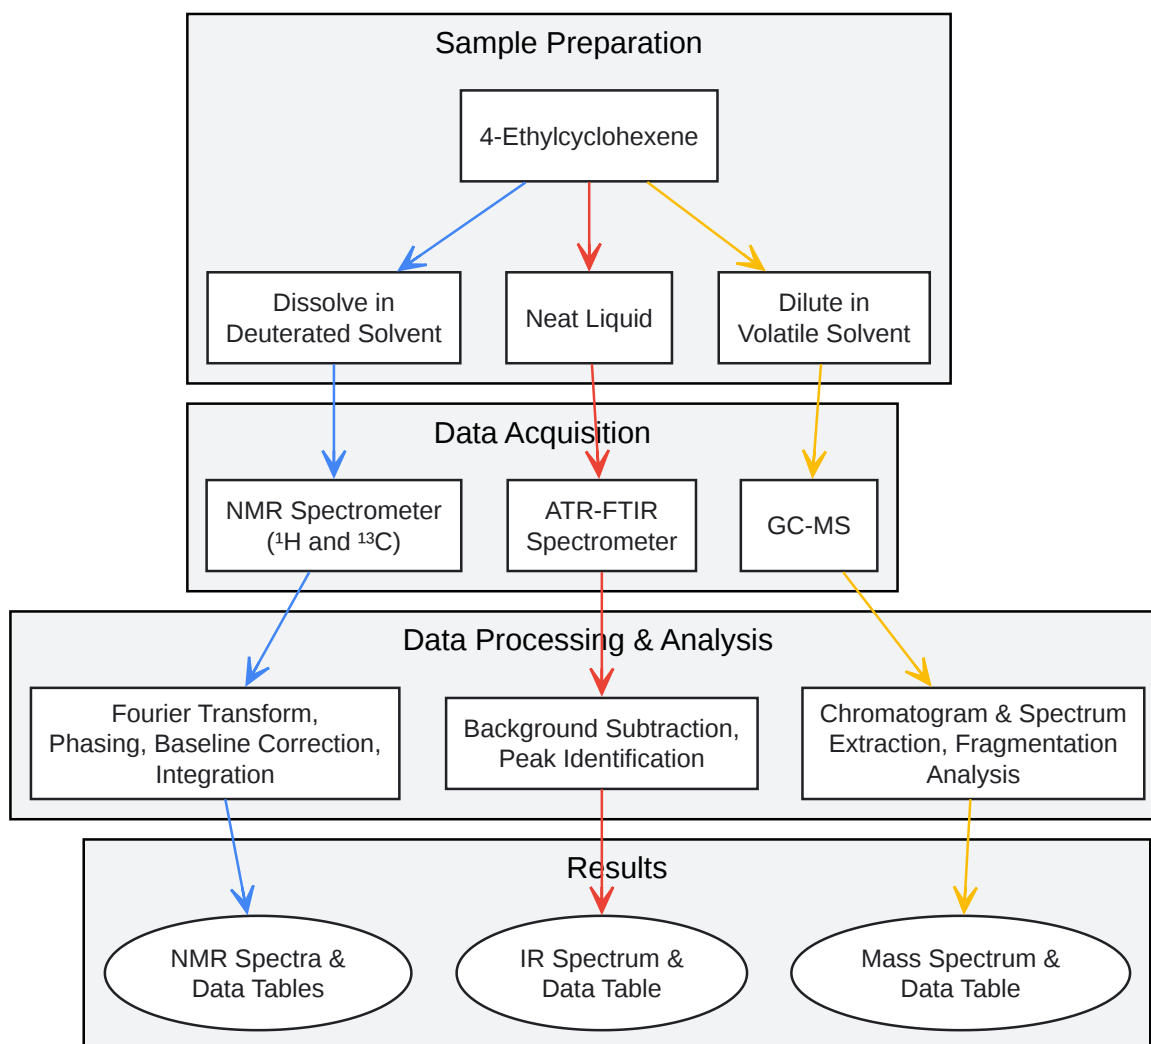 Sample Preparation
4-Ethylcyclohexene
Dissolve in
Deuterated Solvent
Neat Liquid
Dilute in
Volatile Solvent
Data Acquisition
NMR Spectrometer
(¹H and ¹³C)
ATR-FTIR
Spectrometer
GC-MS
Data Processing & Analysis
Fourier Transform,
Phasing, Baseline Correction,
Integration
Background Subtraction,
Peak Identification
Chromatogram & Spectrum
Extraction, Fragmentation
Analysis
Results
NMR Spectra &
Data Tables
IR Spectrum &
Data Table
Mass Spectrum &
Data Table